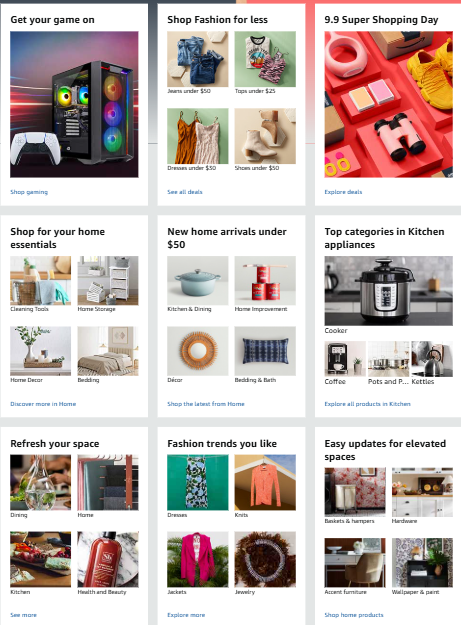 Get your game on
Shop gaming
Shop Fashion for less
Jeans under $50
Tops under $25
Dresses under $30
Shoes under $50
See all deals
9.9 Super Shopping Day
Explore deals
Shop for your home
essentials
Cleaning Tools
Home Storage
Home Decor
Bedding
Discover more in Home
New home arrivals under
$50
Kitchen & Dining
Home Improvement
Décor
Bedding & Bath
Shop the latest from Home
Top categories in Kitchen
appliances
Cooker
Coffee
Pots and P...
Kettles
Explore all products in Kitchen
Refresh your space
Dining
Home
Kitchen
Health and Beauty
See more
Fashion trends you like
Dresses
Knits
Jackets
Jewelry
Explore more
Easy updates for elevated
spaces
Baskets & hampers
Hardware
Accent furniture
Wallpaper & paint
Shop home products